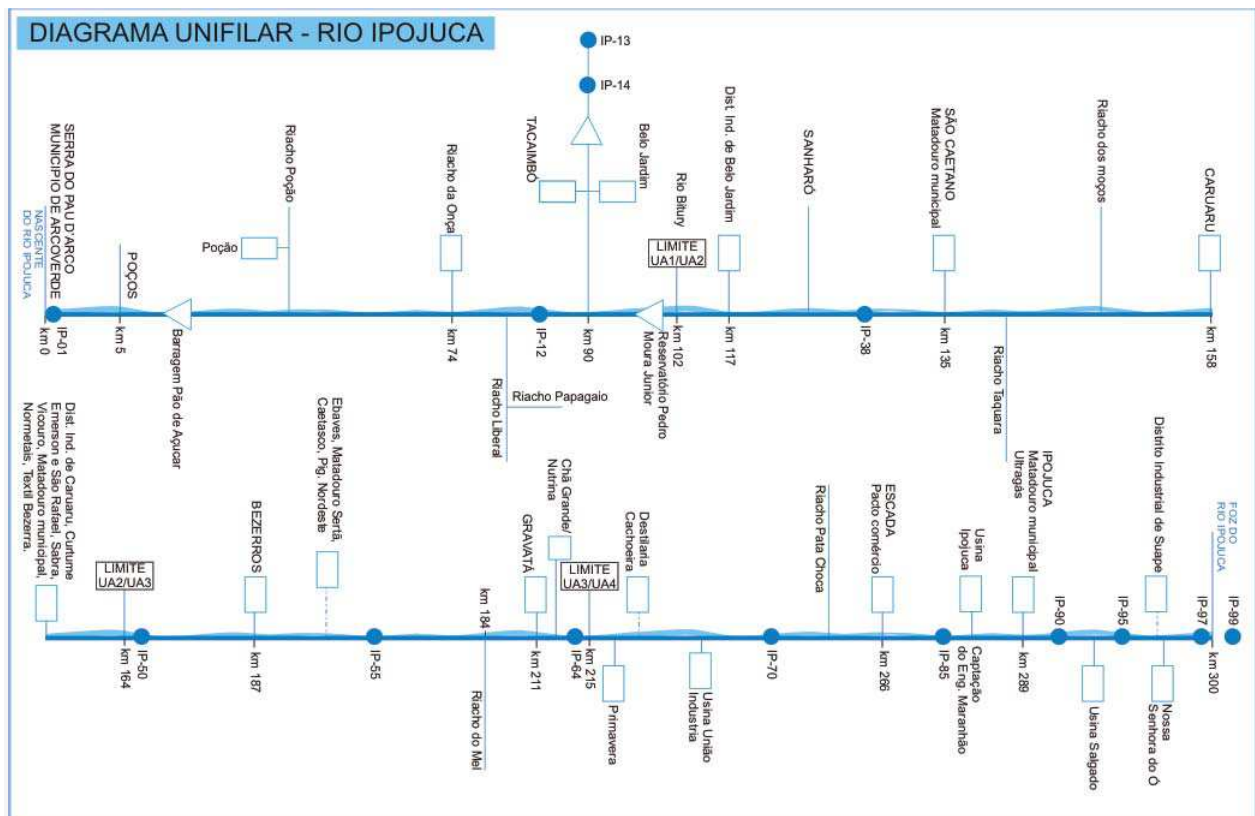 DIAGRAMA UNIFILAR - RIO IPOJUCA
IP-13
IP-14
SERRA DO PAU D'ARCO
MUNICIPIO DE ARCOVERDE
NASCENTE
DO RIO IPOJUCA
POÇOS
Poção
Riacho Poção
Riacho da Onça
TACAIMBÓ
Belo Jardim
Rio Bitury
LIMITE
UA1/UA2
Dist. Ind. de Belo Jardim
SANHARÓ
SÃO CAETANO
Matadouro municipal
Riacho dos moços
CARUARU
IP-01
km 0
km 5
Barragem Pão de Açucar
km 74
Riacho Liberal
Riacho Papagaio
IP-12
km 90
Reservatório Pedro
Moura Junior
km 102
km 117
IP-38
km 135
Riacho Taquara
km 158
Dist. Ind. de Caruaru, Curtume
Emerson e São Rafael, Sabra,
Vicouro, Matadouro municipal,
Normetais, Textil Bezerra.
LIMITE
UA2/UA3
BEZERROS
Ebaves, Matadouro Sertã,
Caetasco, Pig. Nordeste
km 184
GRAVATÁ
Chã Grande/
Nutrina
LIMITE
UA3/UA4
Destilaria
Cachoeira
Riacho Pata Choca
ESCADA
Pacto comércio
Usina
Ipojuca
IPOJUCA
Matadouro municipal
Ultragás
IP-90
IP-95
Distrito Industrial de Suape
IP-97
FOZ DO
RIO IPOJUCA
IP-99
km 164
IP-50
km 187
IP-55
Riacho do Mel
km 211
IP-64
km 215
Primavera
Usina União
Industria
IP-70
km 266
IP-85
Captação
do Eng. Maranhão
km 289
Usina Salgado
Nossa
Senhora do Ó
km 300